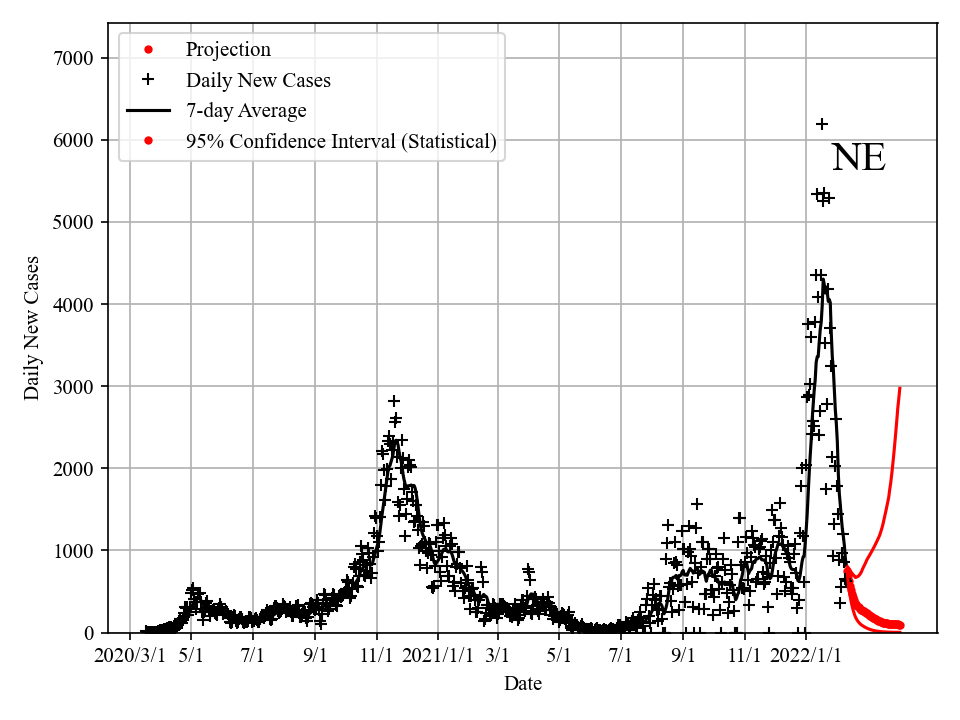 7000
6000
5000
4000
3000
2000
1000
0
Daily New Cases
Projection
Daily New Cases
7-day Average
95% Confidence Interval (Statistical)
NE
2020/3/1 5/1 7/1 9/1 11/1 2021/1/1 3/1 5/1 7/1 9/1 11/1 2022/1/1
Date